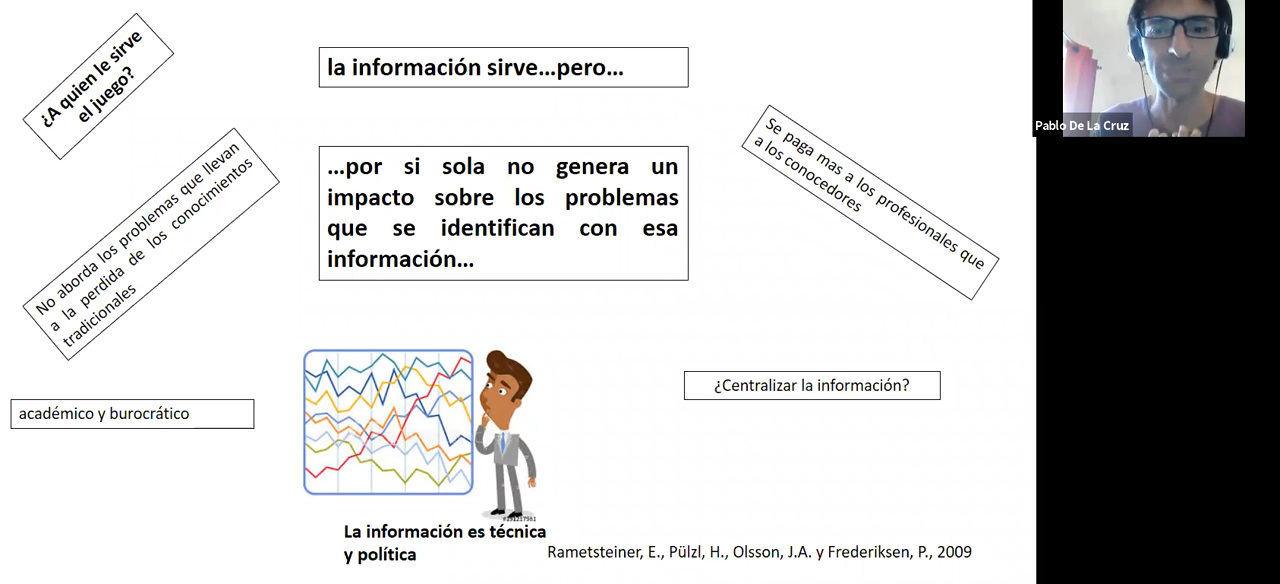 ¿A quien le sirve
el juego?
la información sirve...pero...
Pablo De La Cruz
Se paga mas a los profesionales que
a los conocedores
No aborda los problemas que llevan
a la perdida de los conocimientos
tradicionales
...por si sola no genera un
impacto sobre los problemas
que se identifican con esa
información...
¿Centralizar la información?
académico y burocrático
#191217981
La información es técnica
y política
Rametsteiner, E., Pülzl, H., Olsson, J.A. y Frederiksen, P., 2009